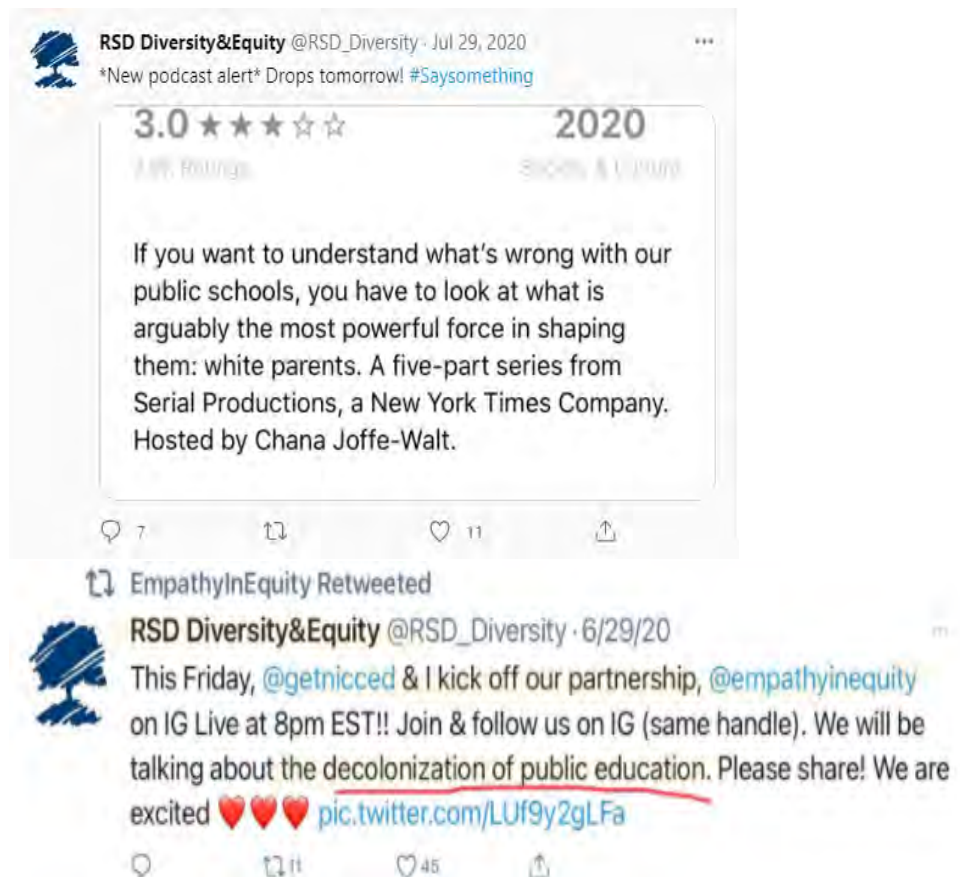 RSD Diversity&Equity @RSD_Diversity · Jul 29, 2020
*New podcast alert* Drops tomorrow! #Saysomething
3.0 ★★★☆☆ 2020
Ratings Society & Culture
If you want to understand what's wrong with our
public schools, you have to look at what is
arguably the most powerful force in shaping
them: white parents. A five-part series from
Serial Productions, a New York Times Company.
Hosted by Chana Joffe-Walt.
7 11
EmpathyInEquity Retweeted
RSD Diversity&Equity @RSD_Diversity · 6/29/20
This Friday, @getnicced & I kick off our partnership, @empathyinequity
on IG Live at 8pm EST!! Join & follow us on IG (same handle). We will be
talking about the decolonization of public education. Please share! We are
excited ❤️❤️❤️ pic.twitter.com/LUf9y2gLFa
11 45